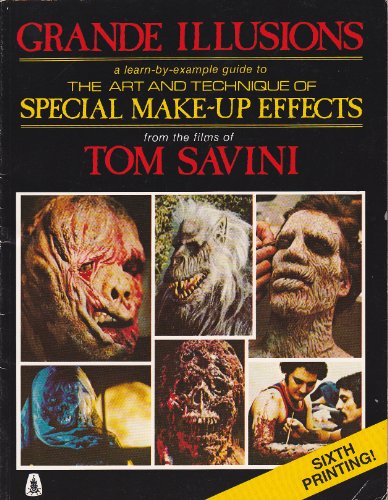 GRANDE ILLUSIONS
a learn-by-example guide to
THE ART AND TECHNIQUE OF
SPECIAL MAKE-UP EFFECTS
from the films of
TOM SAVINI
SIXTH
PRINTING!